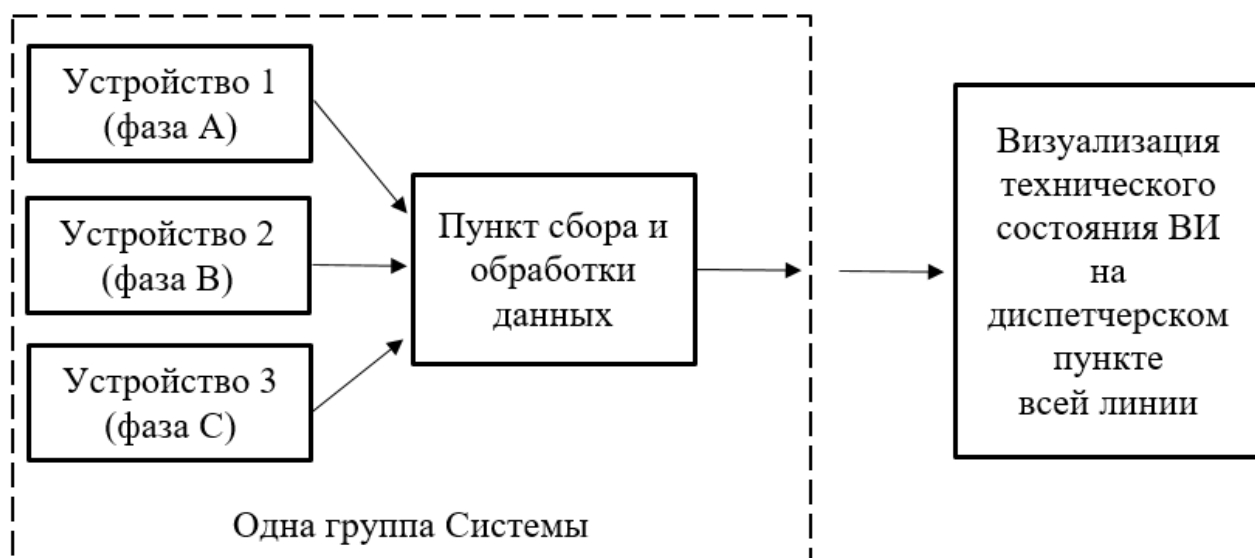 Устройство 1
(фаза А)
Устройство 2
(фаза В)
Устройство 3
(фаза С)
Пункт сбора и
обработки
данных
Одна группа Системы
Визуализация
технического
состояния ВИ
на
диспетчерском
пункте
всей линии